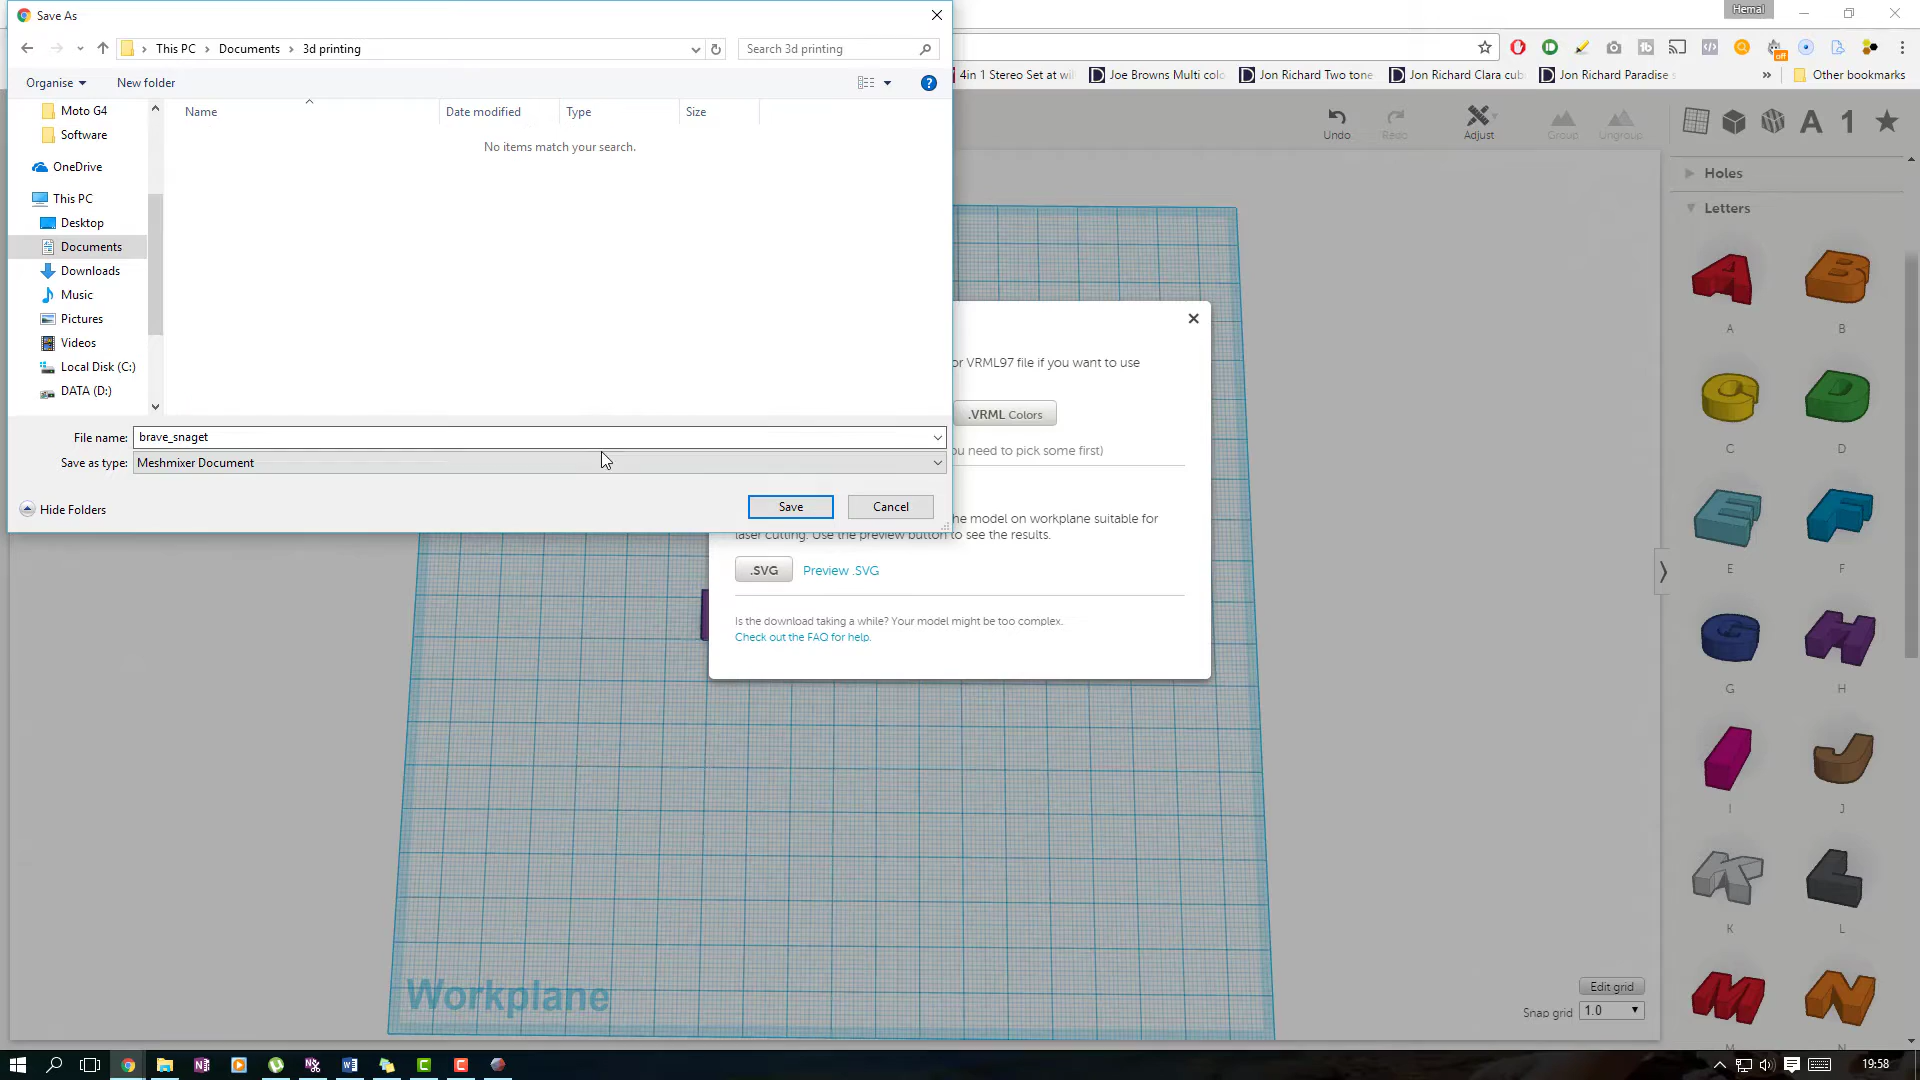 Save As
Hemal
This PC > Documents > 3d printing
Search 3d printing
Organise
New folder
4in 1 Stereo Set at
Joe Browns Multi colo
Jon Richard Two tone
Jon Richard Clara cub
Jon Richard Paradise
»
Other bookmarks
off
Moto G4
Software
OneDrive
This PC
Desktop
Documents
Downloads
Music
Pictures
Videos
Local Disk (C:)
DATA (D:)
Name
Date modified
Type
Size
No items match your search.
File name: brave_snaget
Save as type: Meshmixer Document
Hide Folders
Save
Cancel
Undo
Redo
Adjust
Group
Ungroup
or VRML97 file if you want to use
.VRML Colors
ou need to pick some first)
he model on workplane suitable for
laser cutting. Use the preview button to see the results.
.SVG
Preview .SVG
Is the download taking a while? Your model might be too complex.
Check out the FAQ for help.
Holes
Letters
A
B
C
D
E
F
G
H
I
J
K
L
Workplane
Edit grid
Snap grid 1.0
19:58